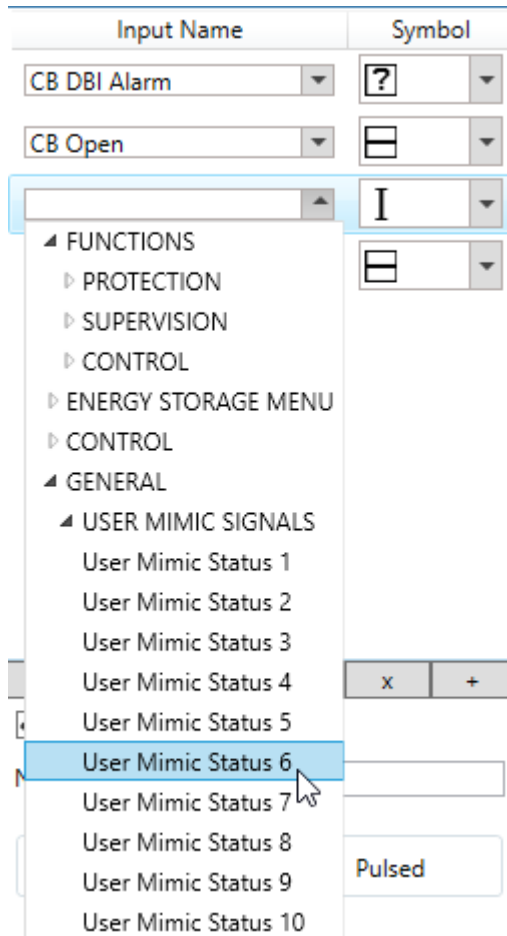 Input Name Symbol
CB DBI Alarm ?
CB Open
FUNCTIONS
PROTECTION
SUPERVISION
CONTROL
ENERGY STORAGE MENU
CONTROL
GENERAL
USER MIMIC SIGNALS
User Mimic Status 1
User Mimic Status 2
User Mimic Status 3
User Mimic Status 4 x +
User Mimic Status 5
User Mimic Status 6
User Mimic Status 7
User Mimic Status 8
User Mimic Status 9 Pulsed
User Mimic Status 10